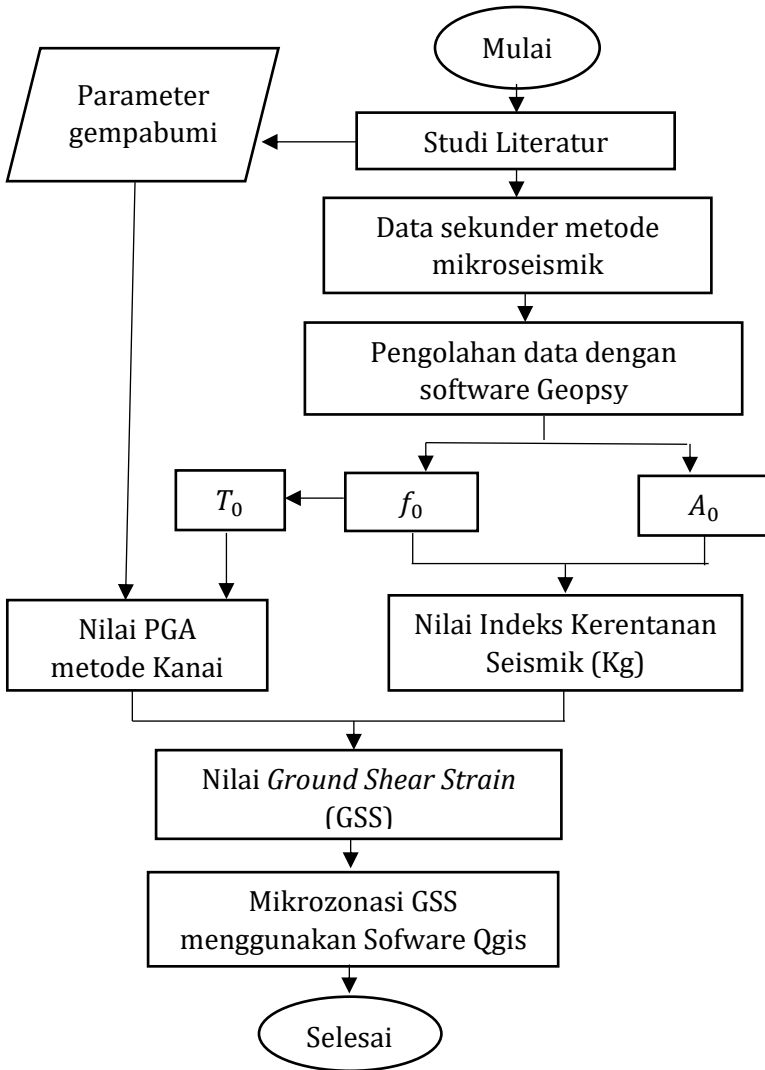 Mulai
Parameter
gempabumi
Studi Literatur
Data sekunder metode
mikroseismik
Pengolahan data dengan
software Geopsy
T₀
f₀
A₀
Nilai PGA
metode Kanai
Nilai Indeks Kerentanan
Seismik (Kg)
Nilai Ground Shear Strain
(GSS)
Mikrozonasi GSS
menggunakan Sofware Qgis
Selesai